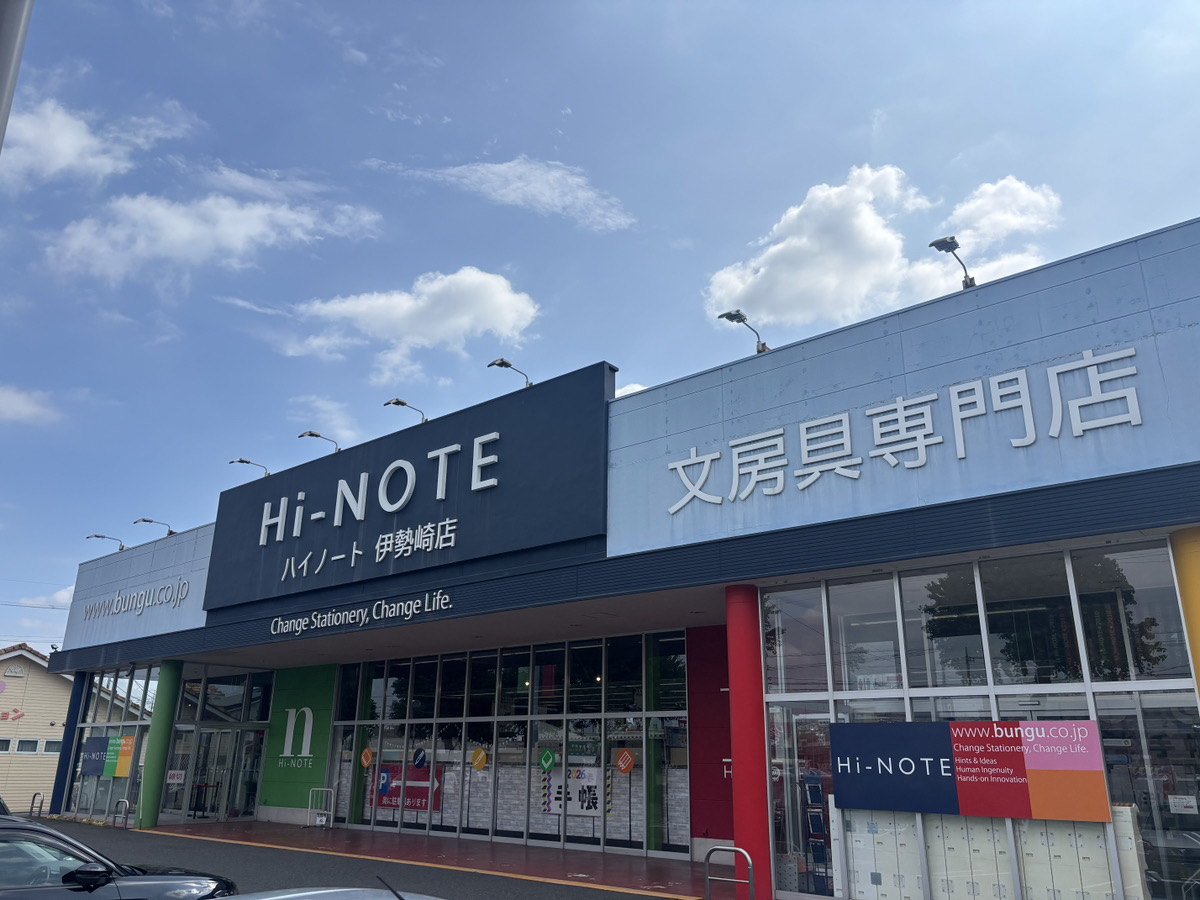 www.bungu.co.jp
Hi-NOTE
ハイノート 伊勢崎店
Change Stationery, Change Life.
文房具専門店
n
Hi-NOTE
P
2026
手帳
Hi-NOTE
www.bungu.co.jp
Change Stationery, Change Life.
Hints & Ideas
Human Ingenuity
Hands-on Innovation
Hi-NOTE
H